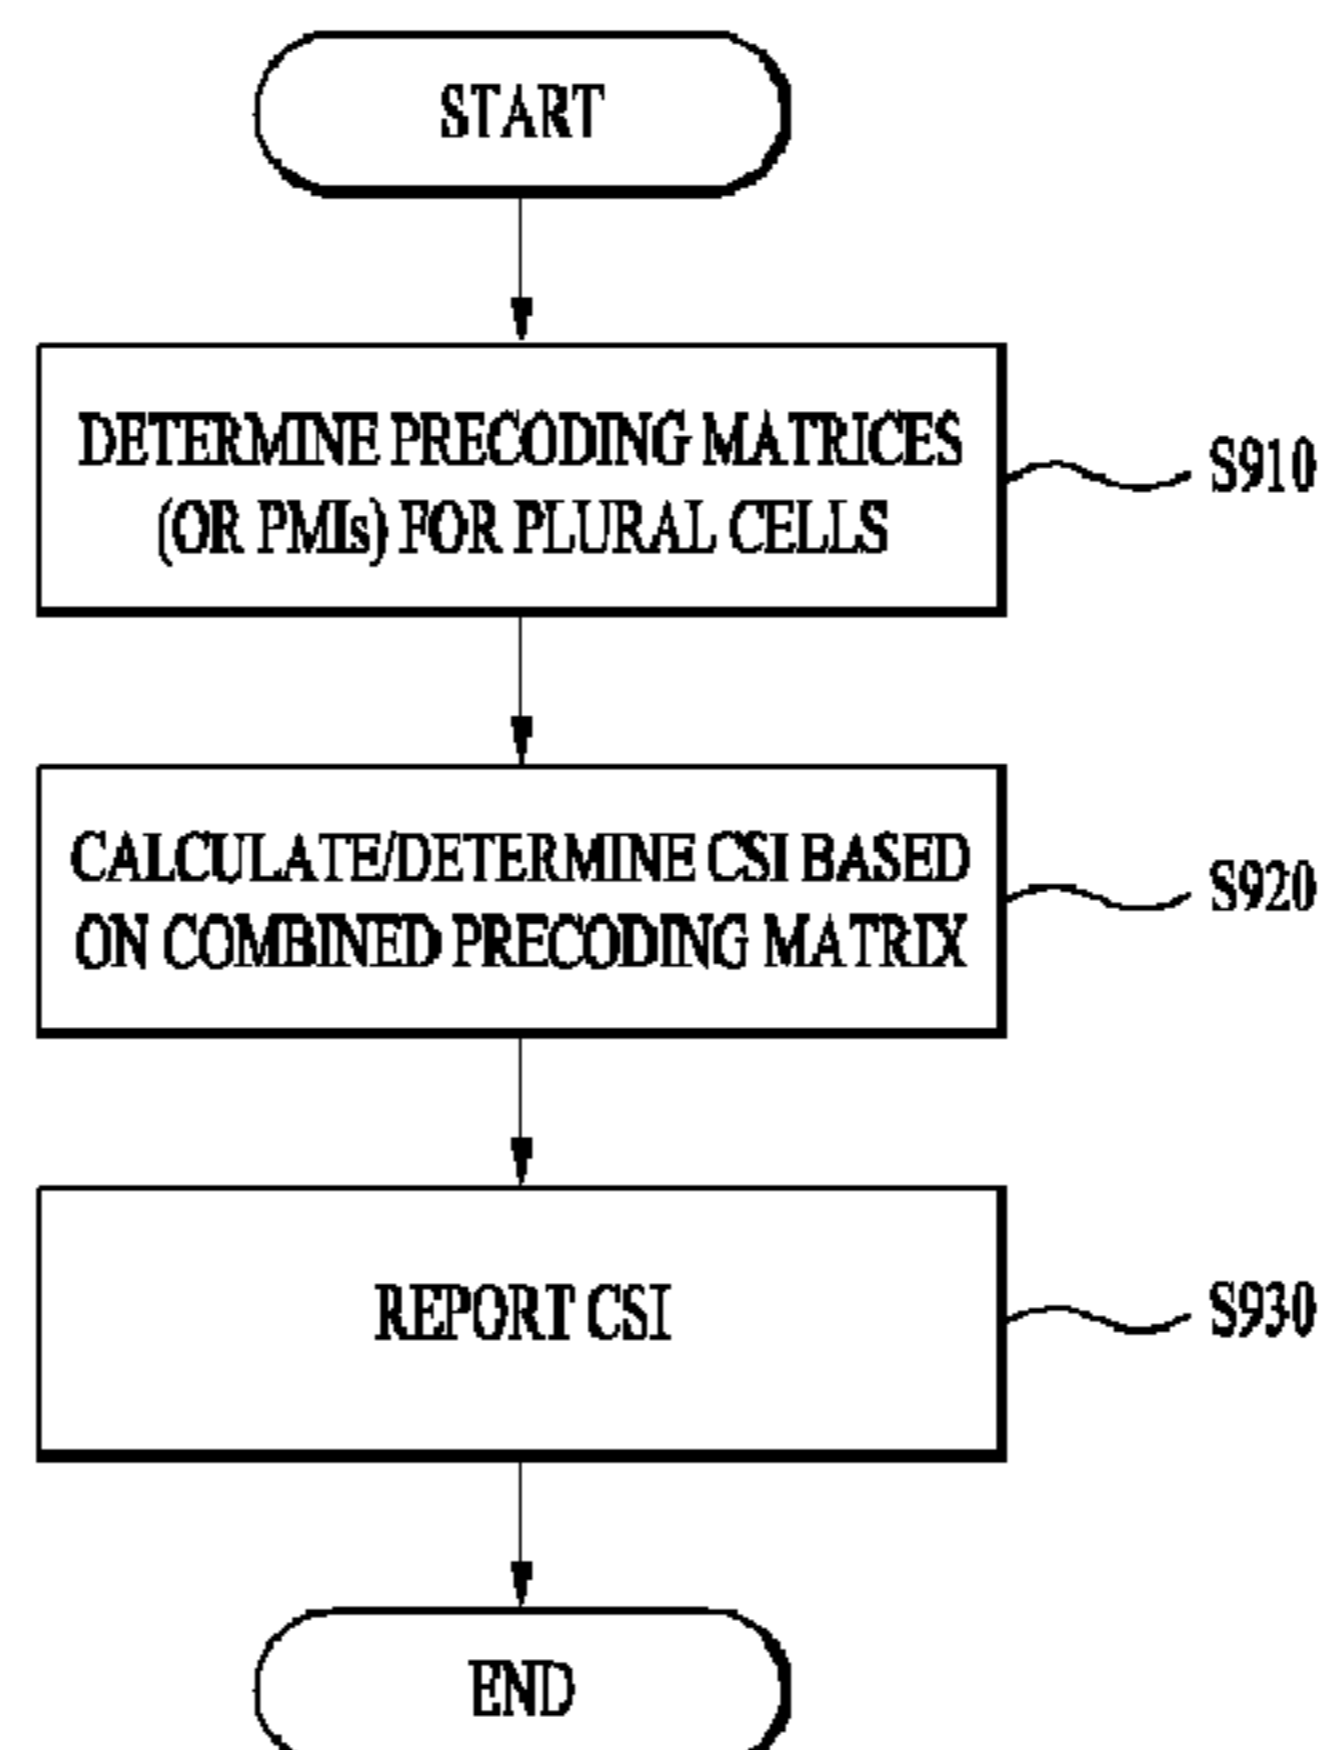 START
DETERMINE PRECODING MATRICES
(OR PMIs) FOR PLURAL CELLS
S910
CALCULATE/DETERMINE CSI BASED
ON COMBINED PRECODING MATRIX
S920
REPORT CSI
S930
END